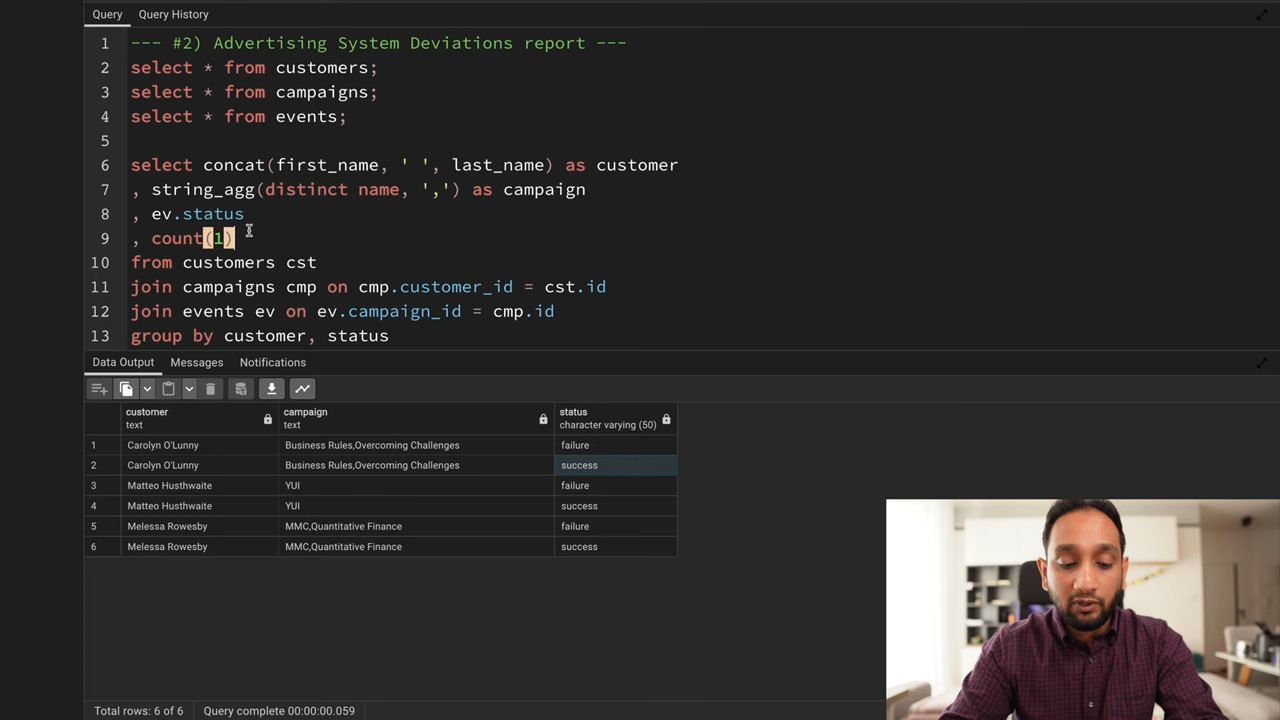 Query Query History
1 --- #2) Advertising System Deviations report ---
2 select * from customers;
3 select * from campaigns;
4 select * from events;
5
6 select concat(first_name, ' ', last_name) as customer
7 , string_agg(distinct name, ',') as campaign
8 , ev.status
9 , count(1)
10 from customers cst
11 join campaigns cmp on cmp.customer_id = cst.id
12 join events ev on ev.campaign_id = cmp.id
13 group by customer, status
Data Output Messages Notifications
customer campaign status
text text character varying (50)
1 Carolyn O'Lunny Business Rules,Overcoming Challenges failure
2 Carolyn O'Lunny Business Rules,Overcoming Challenges success
3 Matteo Husthwaite YUI failure
4 Matteo Husthwaite YUI success
5 Melessa Rowesby MMC,Quantitative Finance failure
6 Melessa Rowesby MMC,Quantitative Finance success
Total rows: 6 of 6 Query complete 00:00:00.059